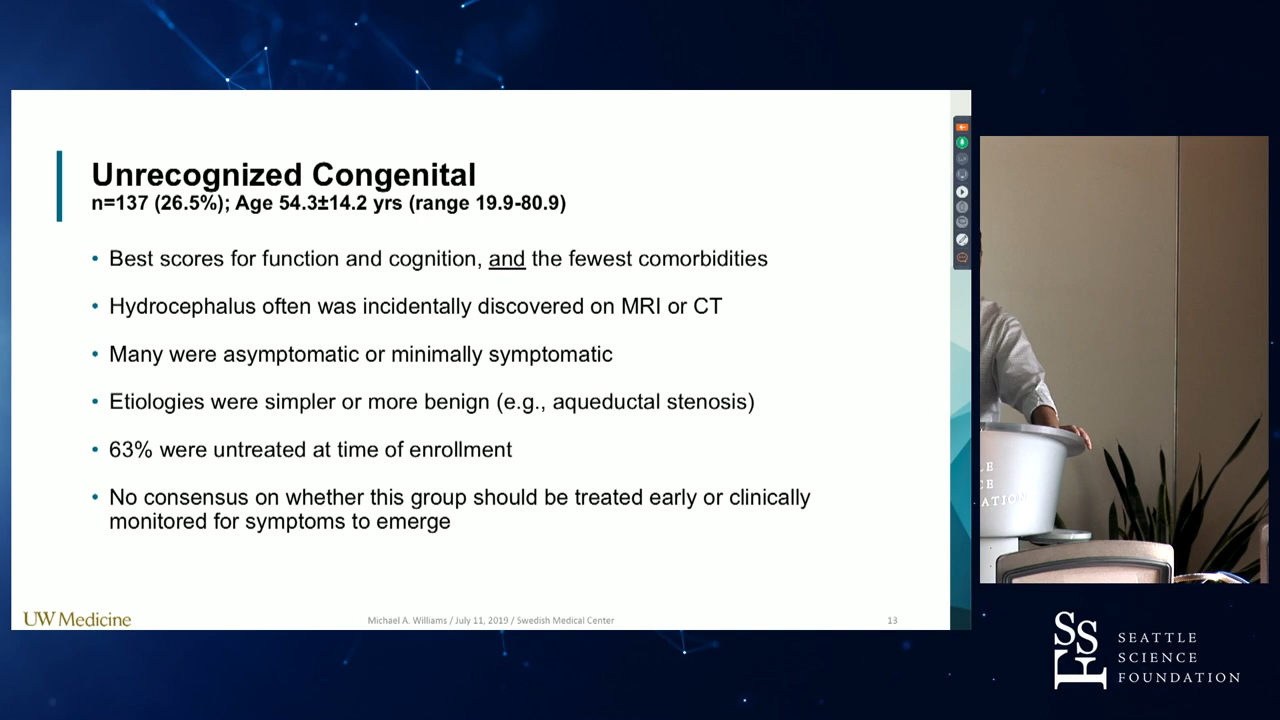 Unrecognized Congenital
n=137 (26.5%); Age 54.3±14.2 yrs (range 19.9-80.9)
• Best scores for function and cognition, and the fewest comorbidities
• Hydrocephalus often was incidentally discovered on MRI or CT
• Many were asymptomatic or minimally symptomatic
• Etiologies were simpler or more benign (e.g., aqueductal stenosis)
• 63% were untreated at time of enrollment
• No consensus on whether this group should be treated early or clinically
monitored for symptoms to emerge
UW Medicine
Michael A. Williams / July 11, 2019 / Swedish Medical Center
13
LE
CE
ATION
SSF
SEATTLE
SCIENCE
FOUNDATION